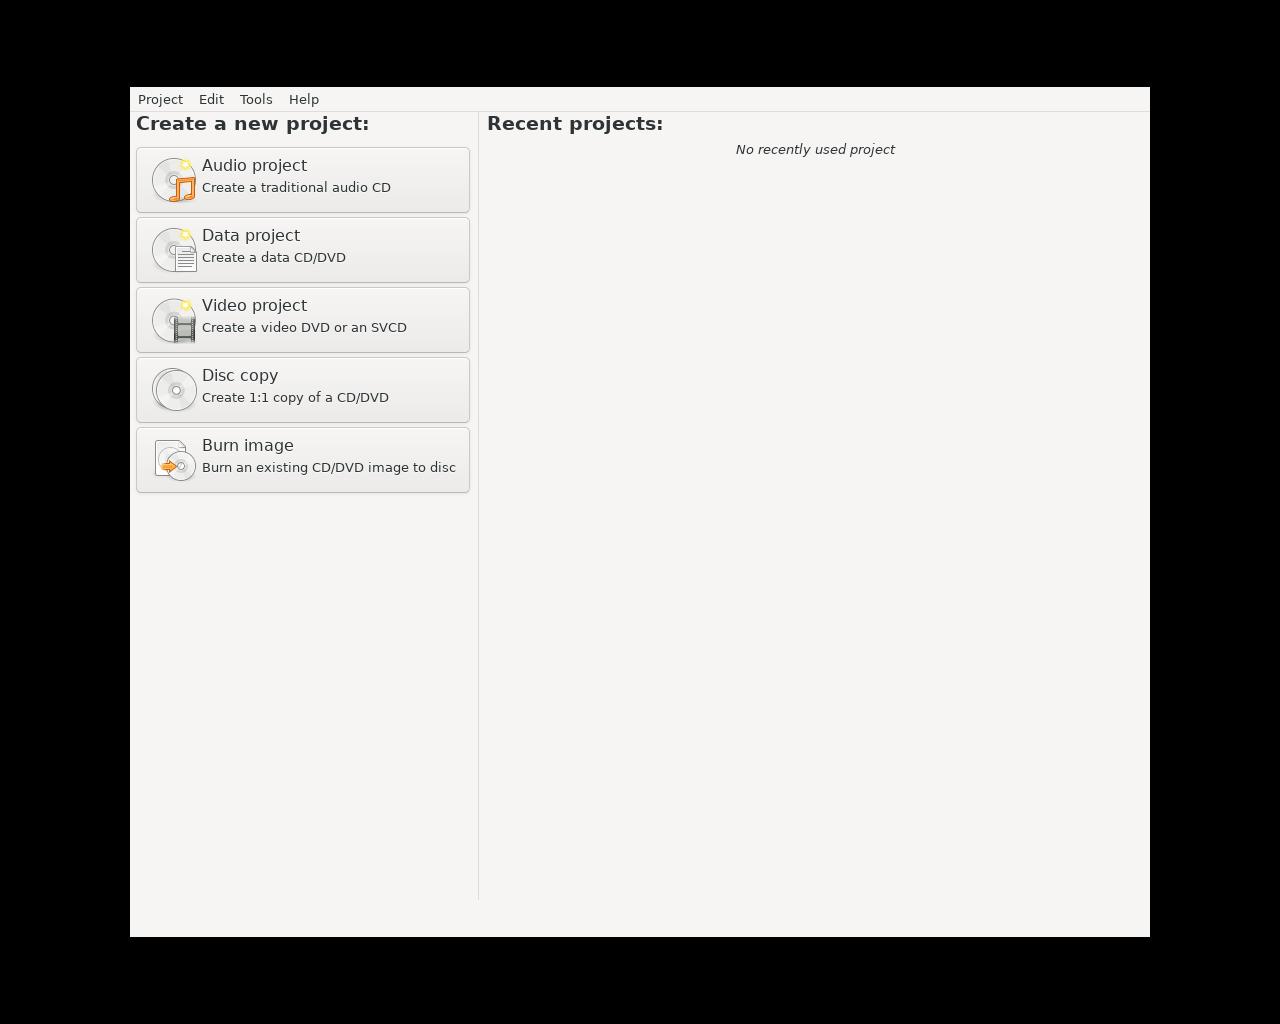 Project Edit Tools Help
Create a new project:
Audio project
Create a traditional audio CD
Data project
Create a data CD/DVD
Video project
Create a video DVD or an SVCD
Disc copy
Create 1:1 copy of a CD/DVD
Burn image
Burn an existing CD/DVD image to disc
Recent projects:
No recently used project